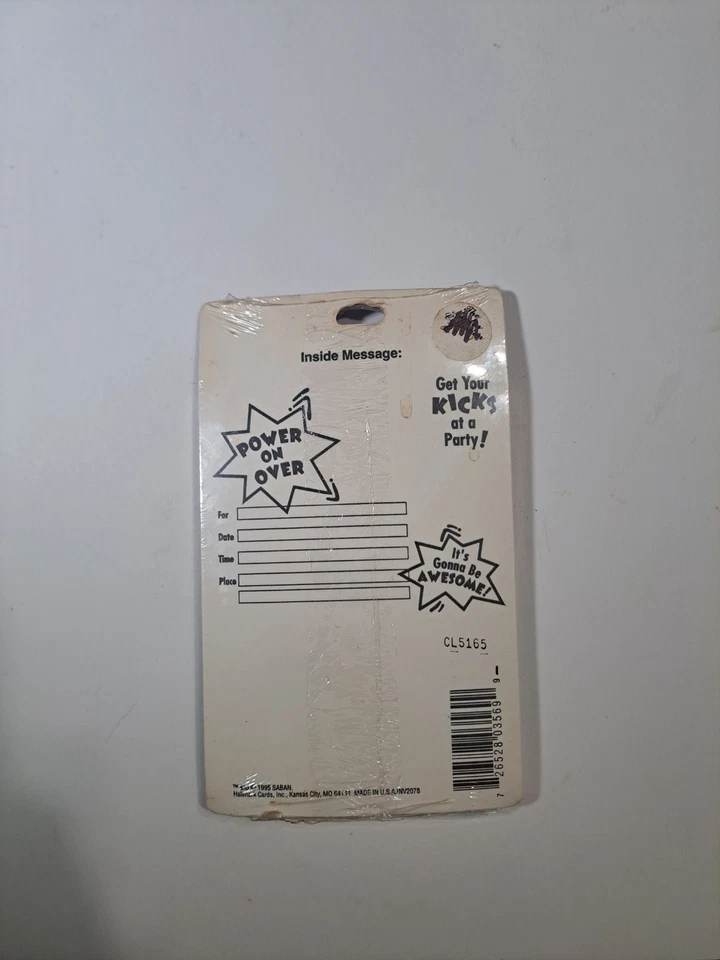 Inside Message:
Get Your
KICKS
at a
Party!
POWER
ON
OVER
For
Date
Time
Place
It's
Gonna Be
AWESOME!
CL5165
7 26528 03569 9
1995 SABAN.
Cards, Inc., Kansas City, MO MADE IN U.S.A.